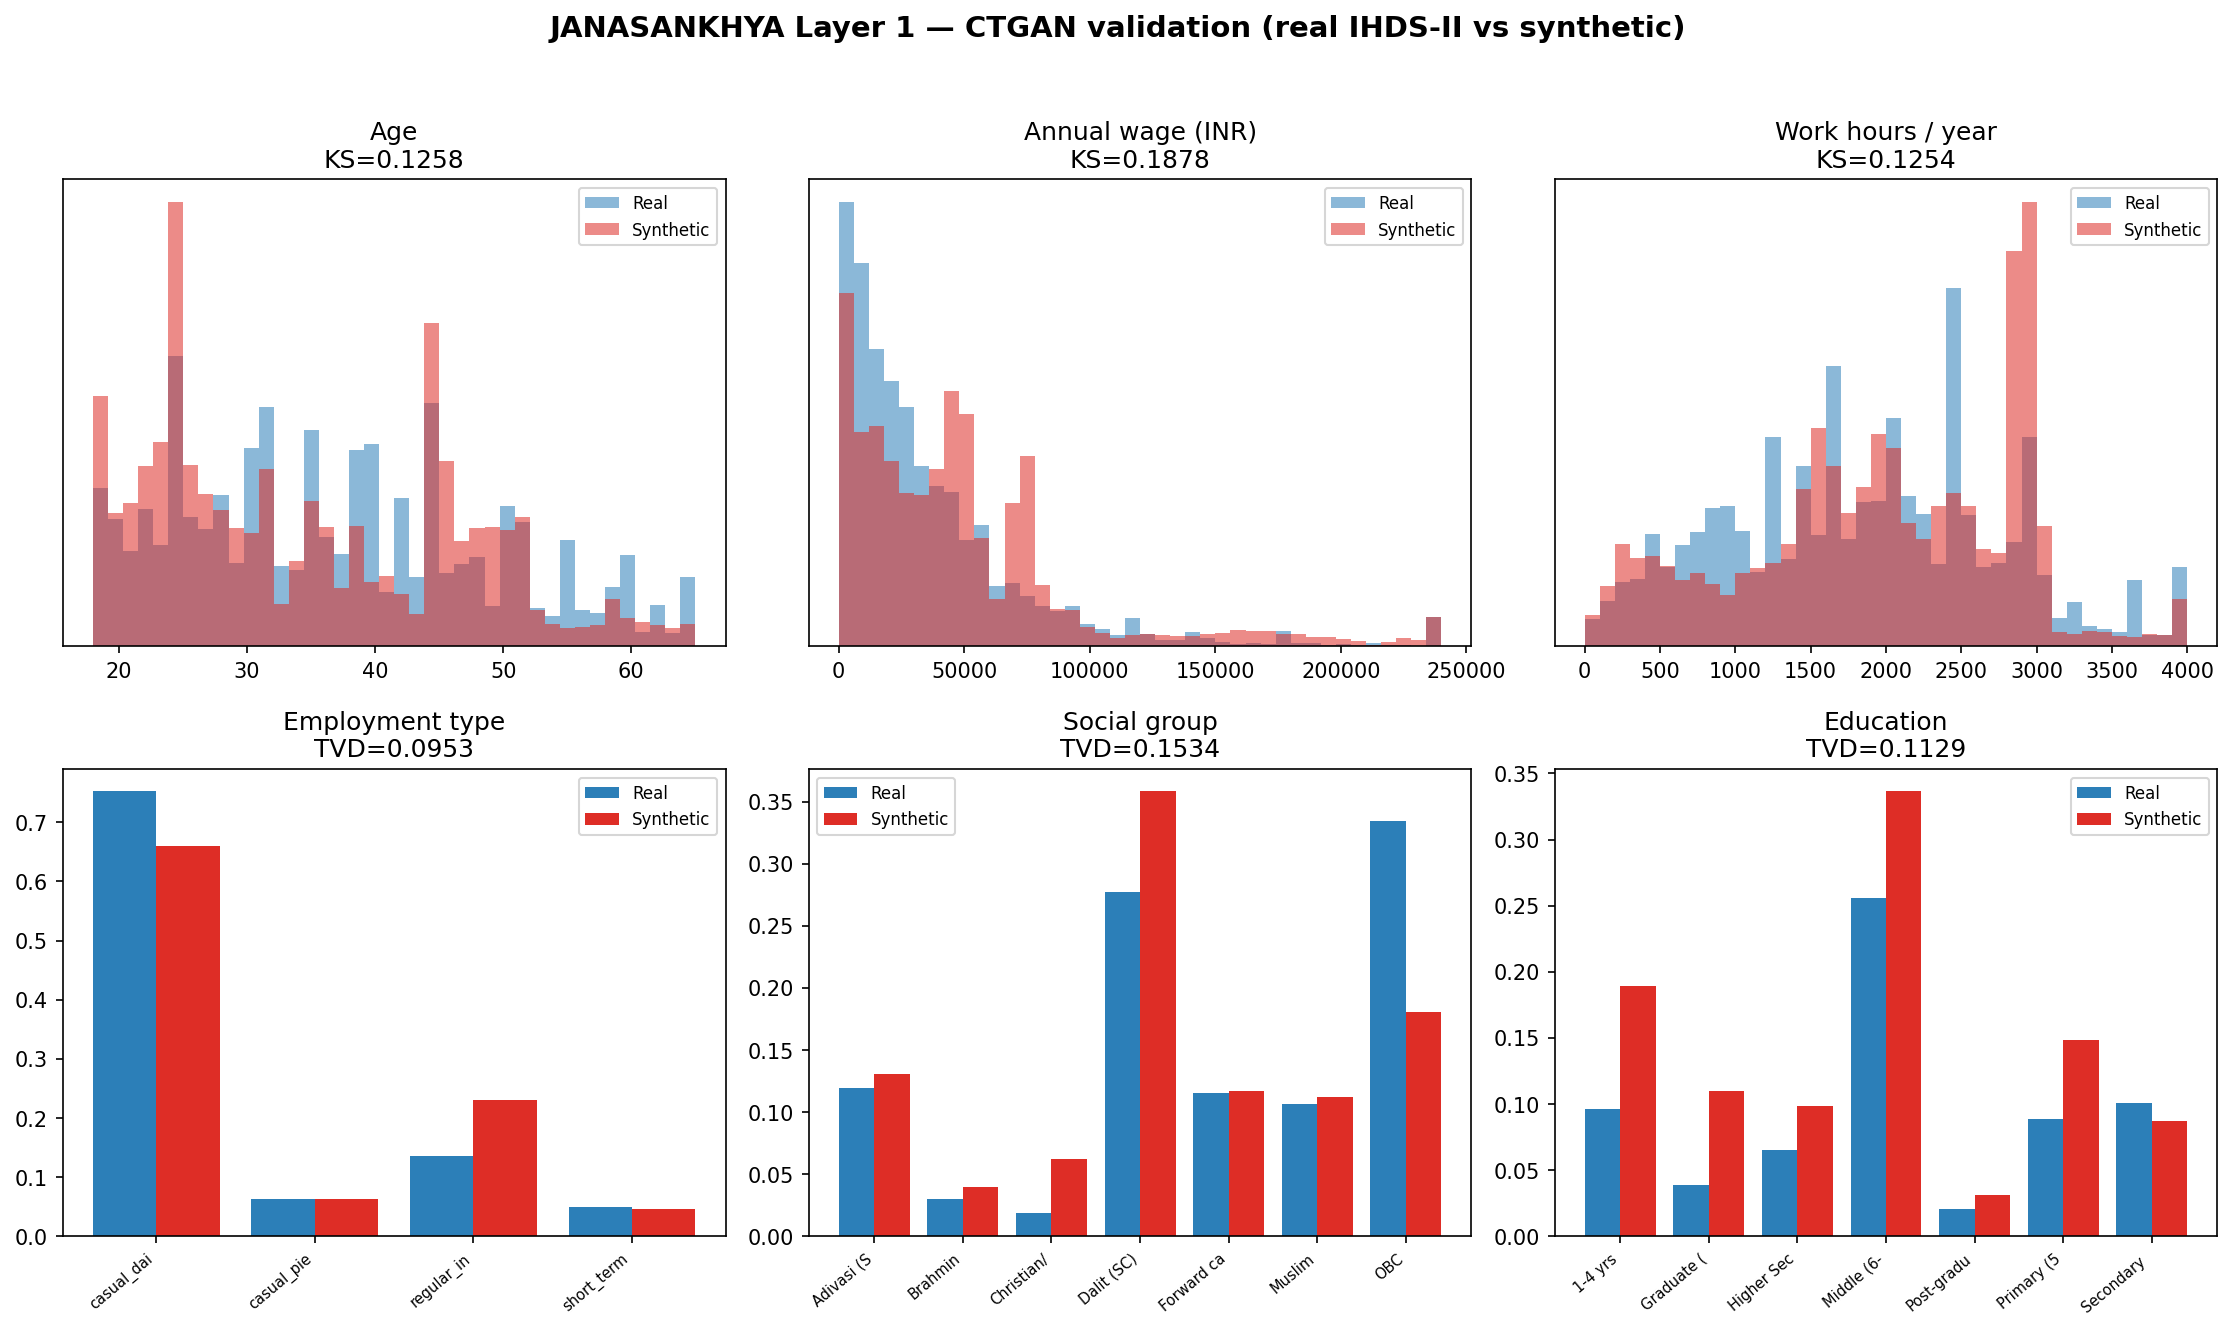 JANASANKHYA Layer 1 — CTGAN validation (real IHDS-II vs synthetic)
Age
KS=0.1258
Real
Synthetic
20 30 40 50 60
Annual wage (INR)
KS=0.1878
Real
Synthetic
0 50000 100000 150000 200000 250000
Work hours / year
KS=0.1254
Real
Synthetic
0 500 1000 1500 2000 2500 3000 3500 4000
Employment type
TVD=0.0953
Real
Synthetic
0.7
0.6
0.5
0.4
0.3
0.2
0.1
0.0
casual_dai casual_pie regular_in short_term
Social group
TVD=0.1534
Real
Synthetic
0.35
0.30
0.25
0.20
0.15
0.10
0.05
0.00
Adivasi (S Brahmin Christian/ Dalit (SC) Forward ca Muslim OBC
Education
TVD=0.1129
Real
Synthetic
0.35
0.30
0.25
0.20
0.15
0.10
0.05
0.00
1-4 yrs Graduate ( Higher Sec Middle (6- Post-gradu Primary (5 Secondary